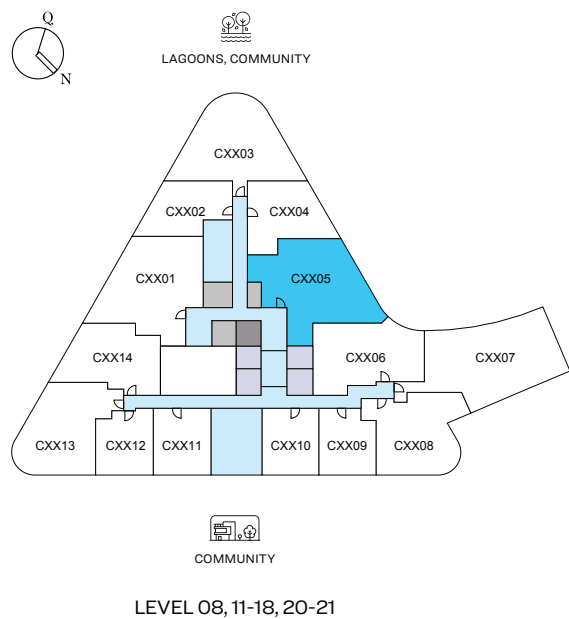 Q
N
LAGOONS, COMMUNITY
CXX03
CXX02
CXX04
CXX01
CXX05
CXX14
CXX06
CXX07
CXX13
CXX12
CXX11
CXX10
CXX09
CXX08
COMMUNITY
LEVEL 08, 11-18, 20-21